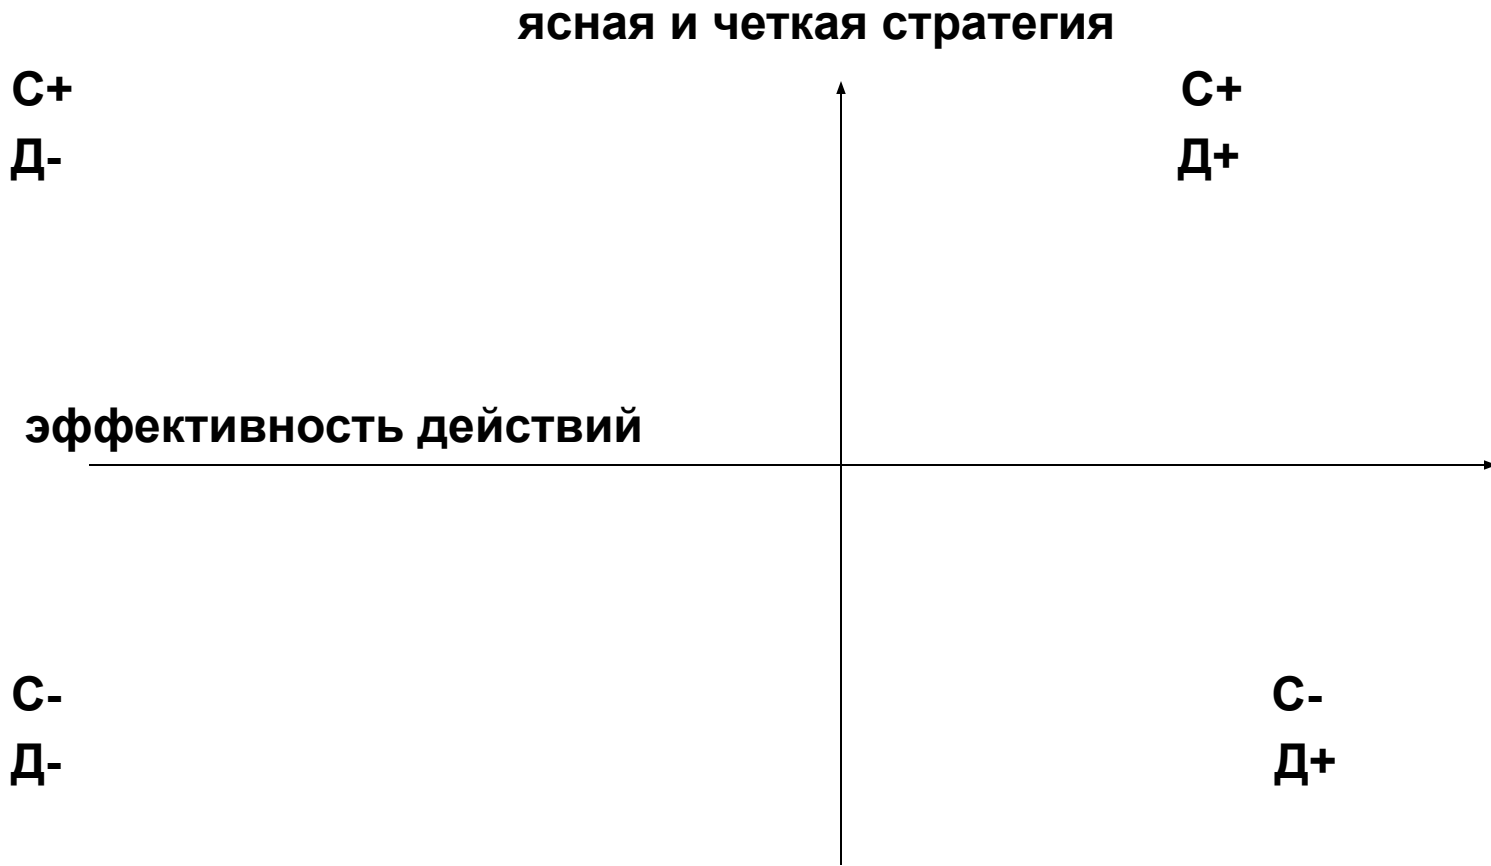 ясная и четкая стратегия
С+ С+
Д- Д+
эффективность действий
С- С-
Д- Д+